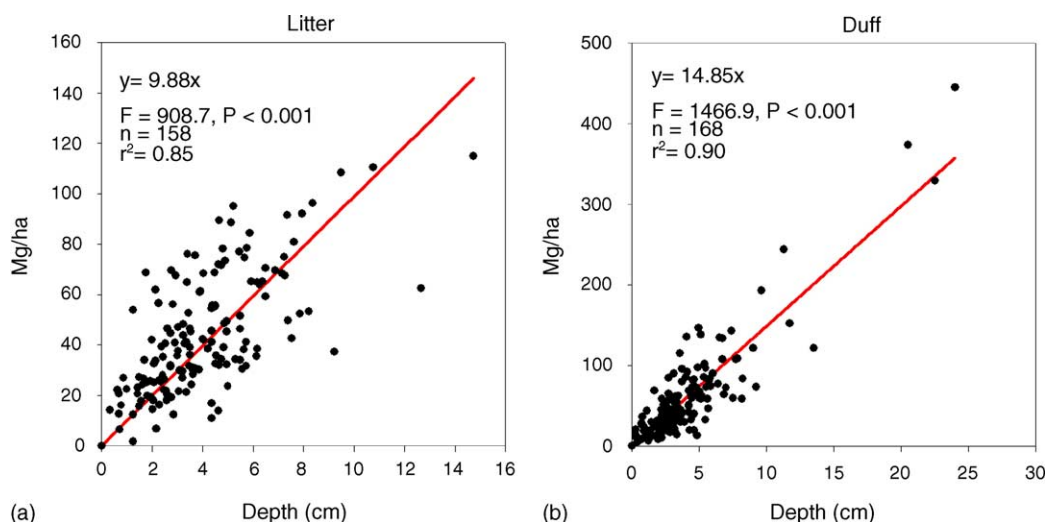 Litter
160
140
120
100
80
60
40
20
0
Mg/ha
y= 9.88x
F = 908.7, P < 0.001
n = 158
r²= 0.85
0 2 4 6 8 10 12 14 16
Depth (cm)
(a)
Duff
500
400
300
200
100
0
Mg/ha
y= 14.85x
F = 1466.9, P < 0.001
n = 168
r²= 0.90
0 5 10 15 20 25 30
Depth (cm)
(b)